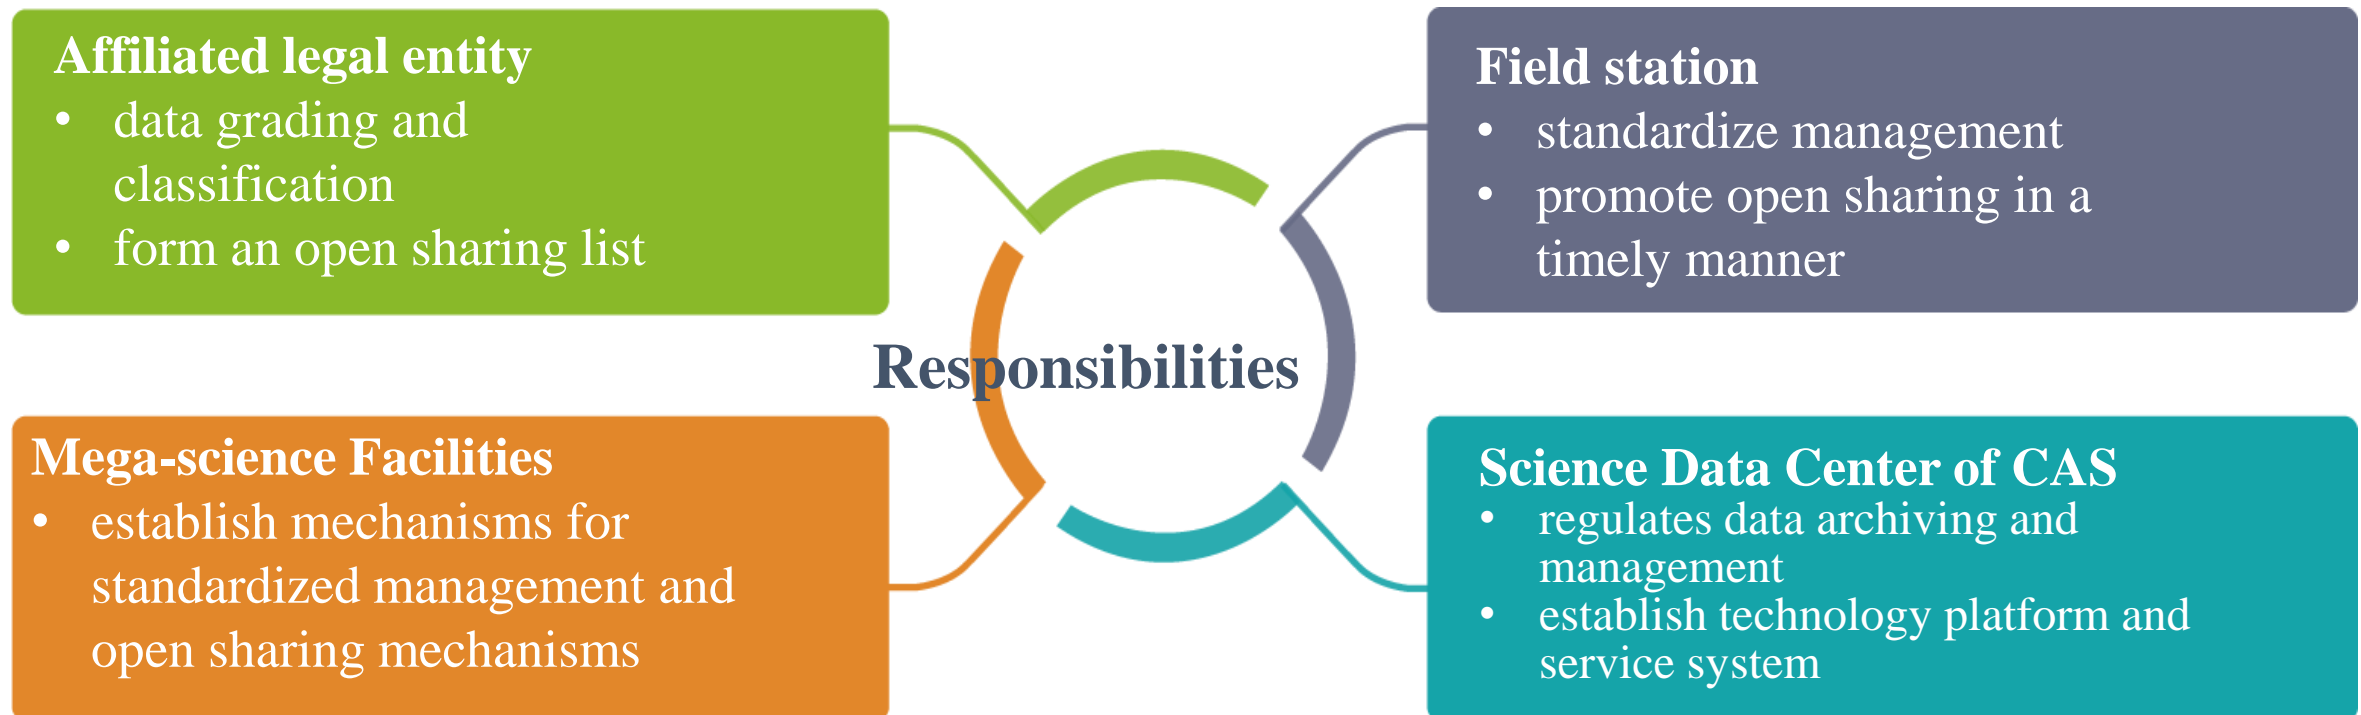 Affiliated legal entity
• data grading and
classification
• form an open sharing list
Field station
• standardize management
• promote open sharing in a
timely manner
Responsibilities
Mega-science Facilities
• establish mechanisms for
standardized management and
open sharing mechanisms
Science Data Center of CAS
• regulates data archiving and
management
• establish technology platform and
service system